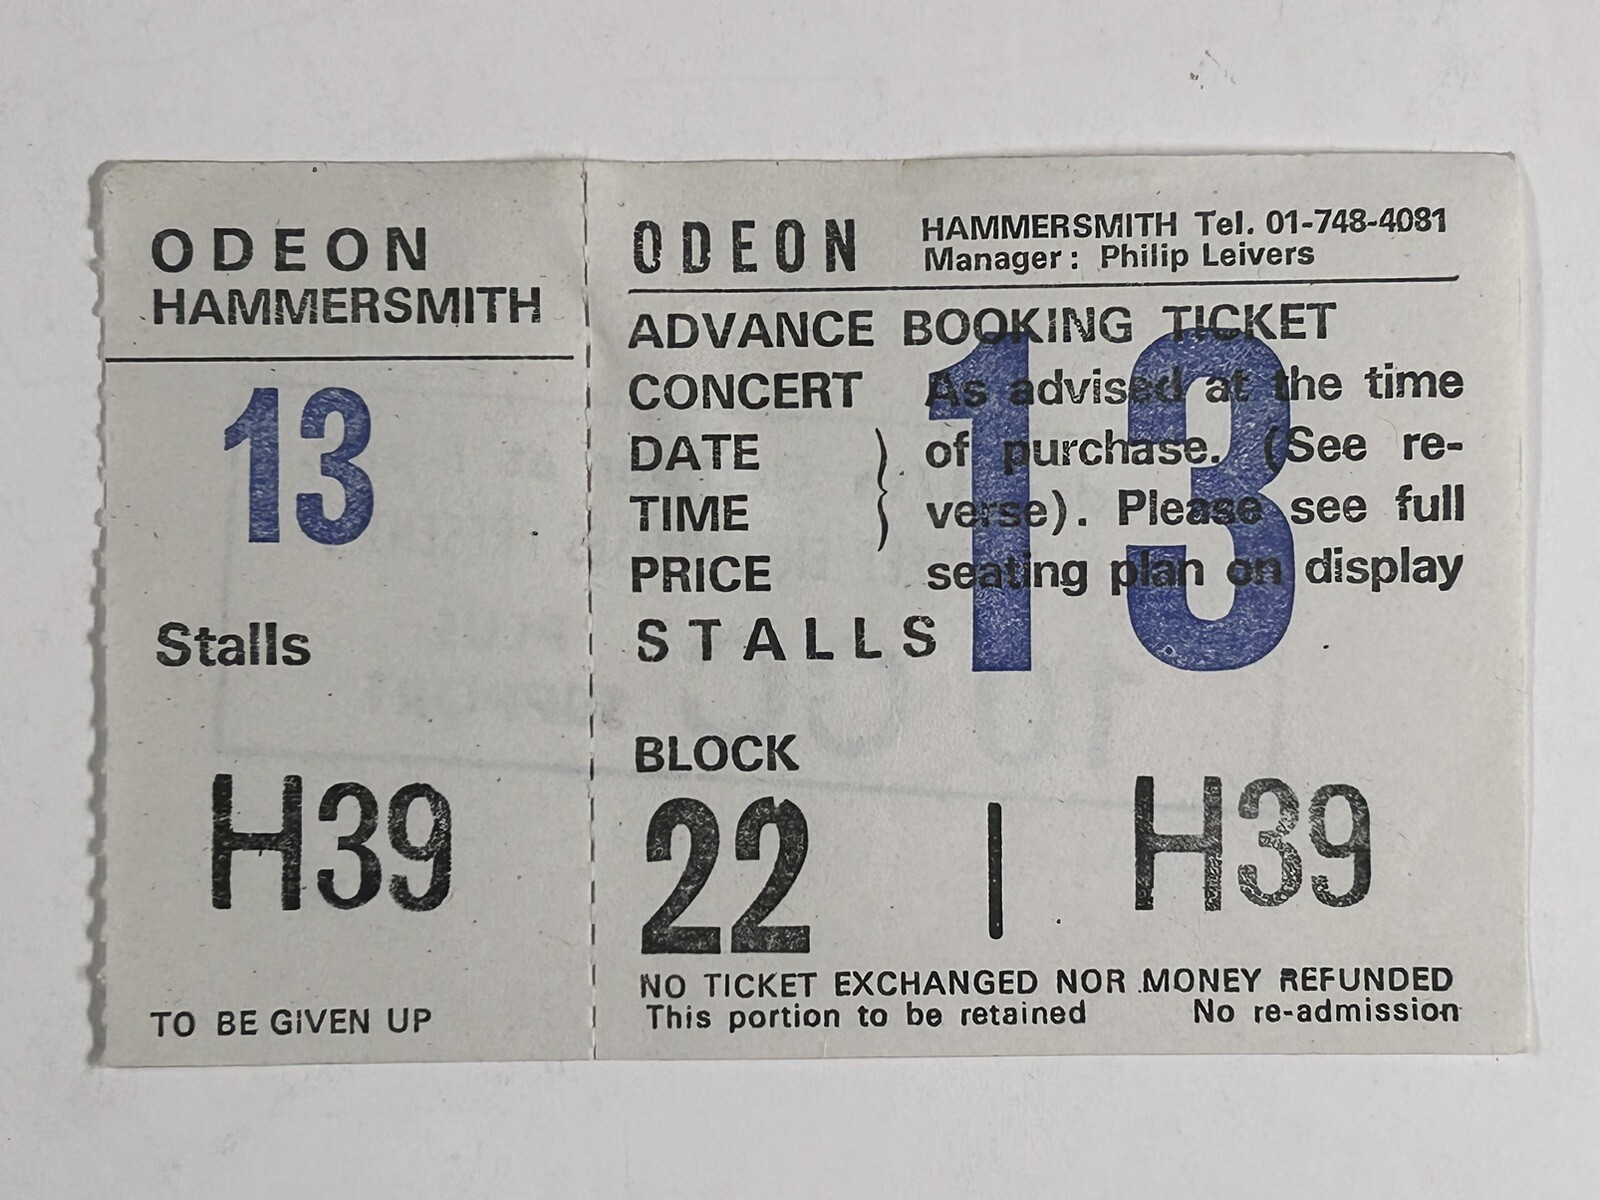 ODEON
HAMMERSMITH
13
Stalls
H39
TO BE GIVEN UP
ODEON
HAMMERSMITH Tel. 01-748-4081
Manager: Philip Leivers
ADVANCE BOOKING TICKET
13
CONCERT As advised at the time
DATE of purchase. (See re-
TIME verse). Please see full
PRICE seating plan on display
STALLS
BLOCK
22 | H39
NO TICKET EXCHANGED NOR MONEY REFUNDED
This portion to be retained No re-admission